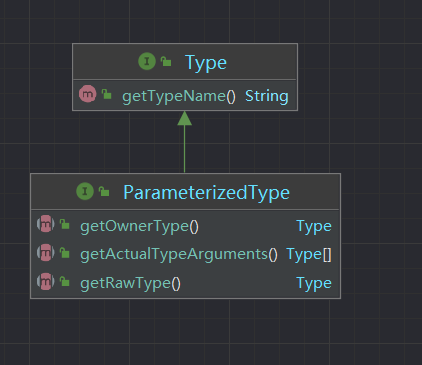 I Type
m getTypeName() String
I ParameterizedType
m getOwnerType() Type
m getActualTypeArguments() Type[]
m getRawType() Type